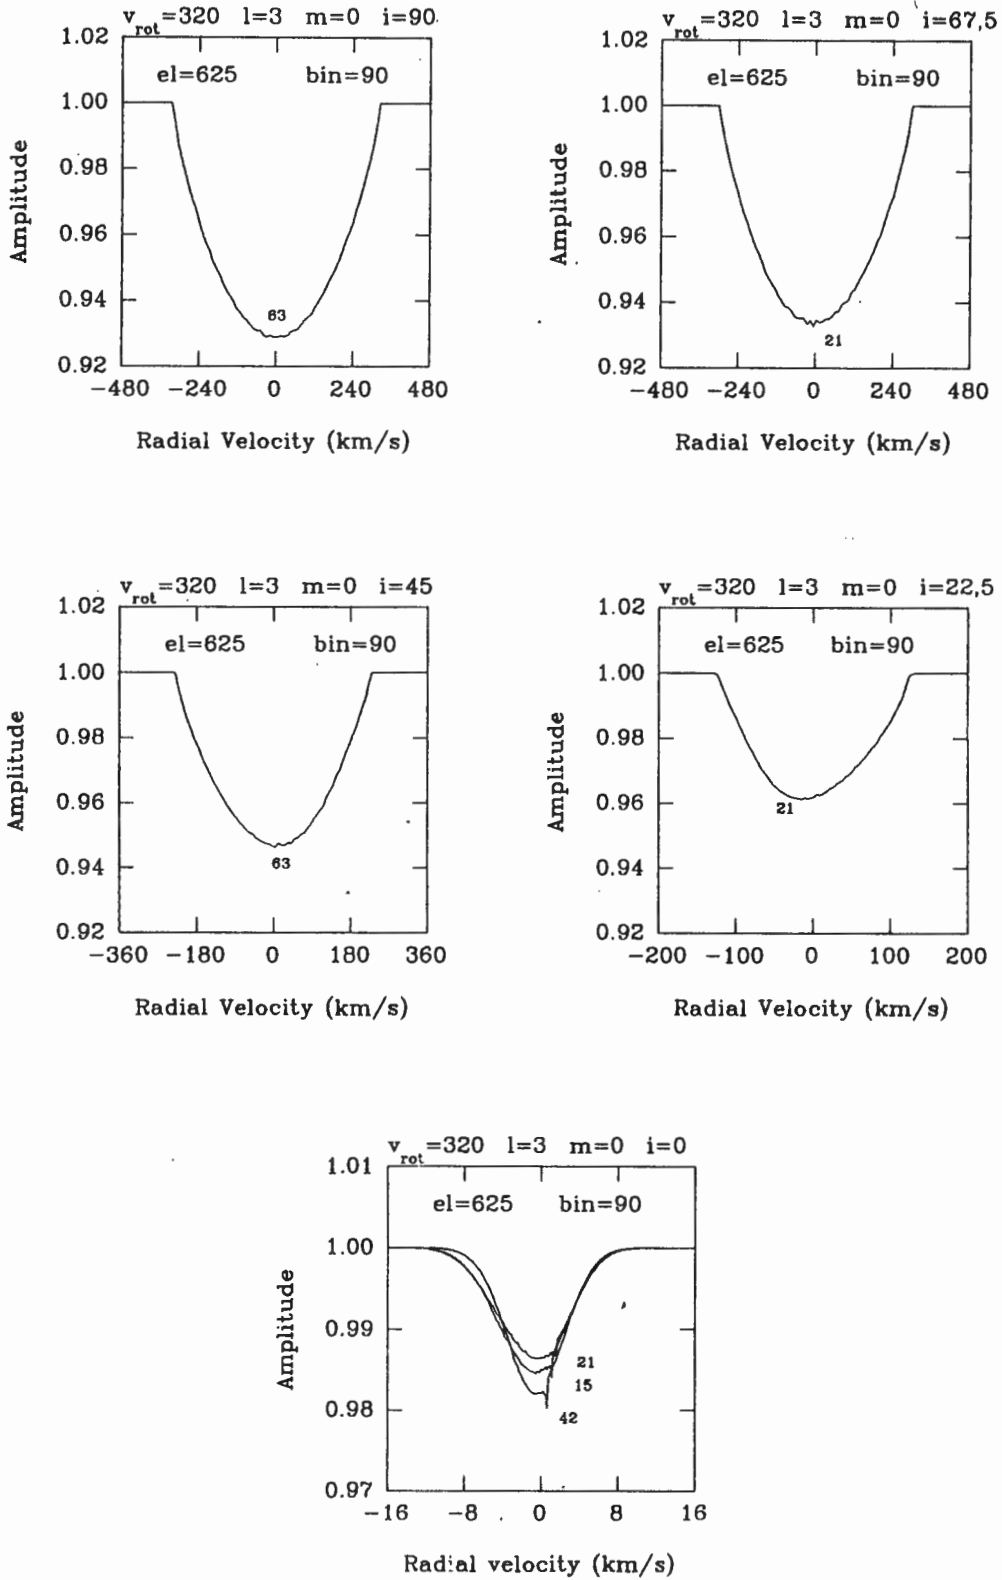 v_rot=320 l=3 m=0 i=90
1.02
el=625 bin=90
1.00
0.98
0.96
0.94
0.92
63
Amplitude
-480 -240 0 240 480
Radial Velocity (km/s)
v_rot=320 l=3 m=0 i=67,5
1.02
el=625 bin=90
1.00
0.98
0.96
0.94
0.92
21
Amplitude
-480 -240 0 240 480
Radial Velocity (km/s)
v_rot=320 l=3 m=0 i=45
1.02
el=625 bin=90
1.00
0.98
0.96
0.94
0.92
63
Amplitude
-360 -180 0 180 360
Radial Velocity (km/s)
v_rot=320 l=3 m=0 i=22,5
1.02
el=625 bin=90
1.00
0.98
0.96
0.94
0.92
21
Amplitude
-200 -100 0 100 200
Radial Velocity (km/s)
v_rot=320 l=3 m=0 i=0
1.01
el=625 bin=90
1.00
0.99
0.98
0.97
21
15
42
Amplitude
-16 -8 0 8 16
Radial velocity (km/s)